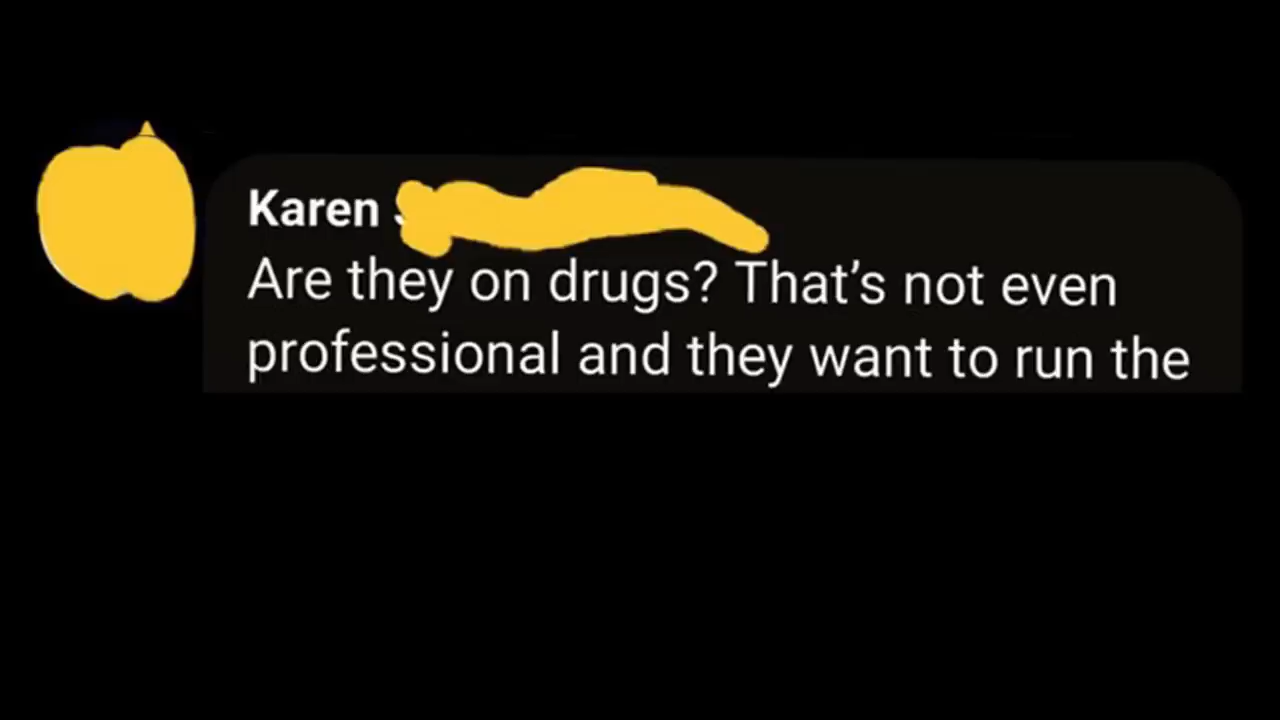 Karen
Are they on drugs? That’s not even
professional and they want to run the